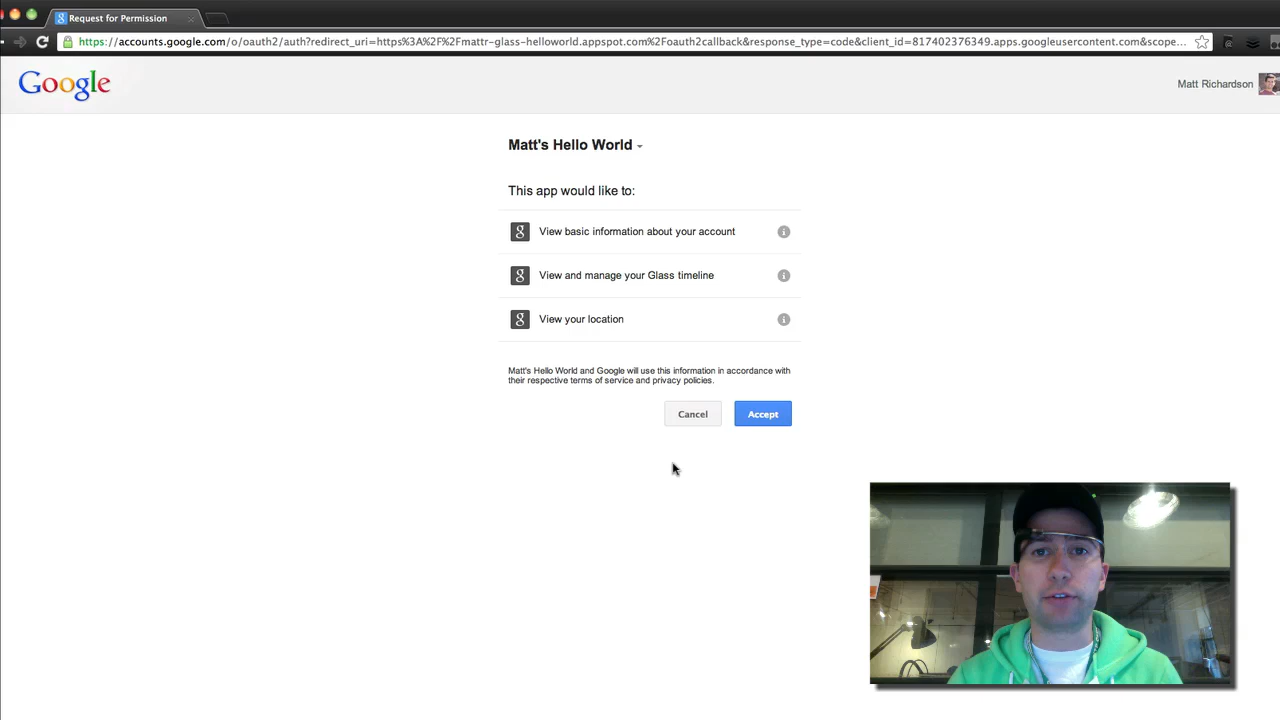 Request for Permission
https://accounts.google.com/o/oauth2/auth?redirect_uri=https%3A%2F%2Fmattr-glass-helloworld.appspot.com%2Foauth2callback&response_type=code&client_id=817402376349.apps.googleusercontent.com&scope...
Google
Matt Richardson
Matt's Hello World
This app would like to:
View basic information about your account
View and manage your Glass timeline
View your location
Matt's Hello World and Google will use this information in accordance with
their respective terms of service and privacy policies.
Cancel Accept